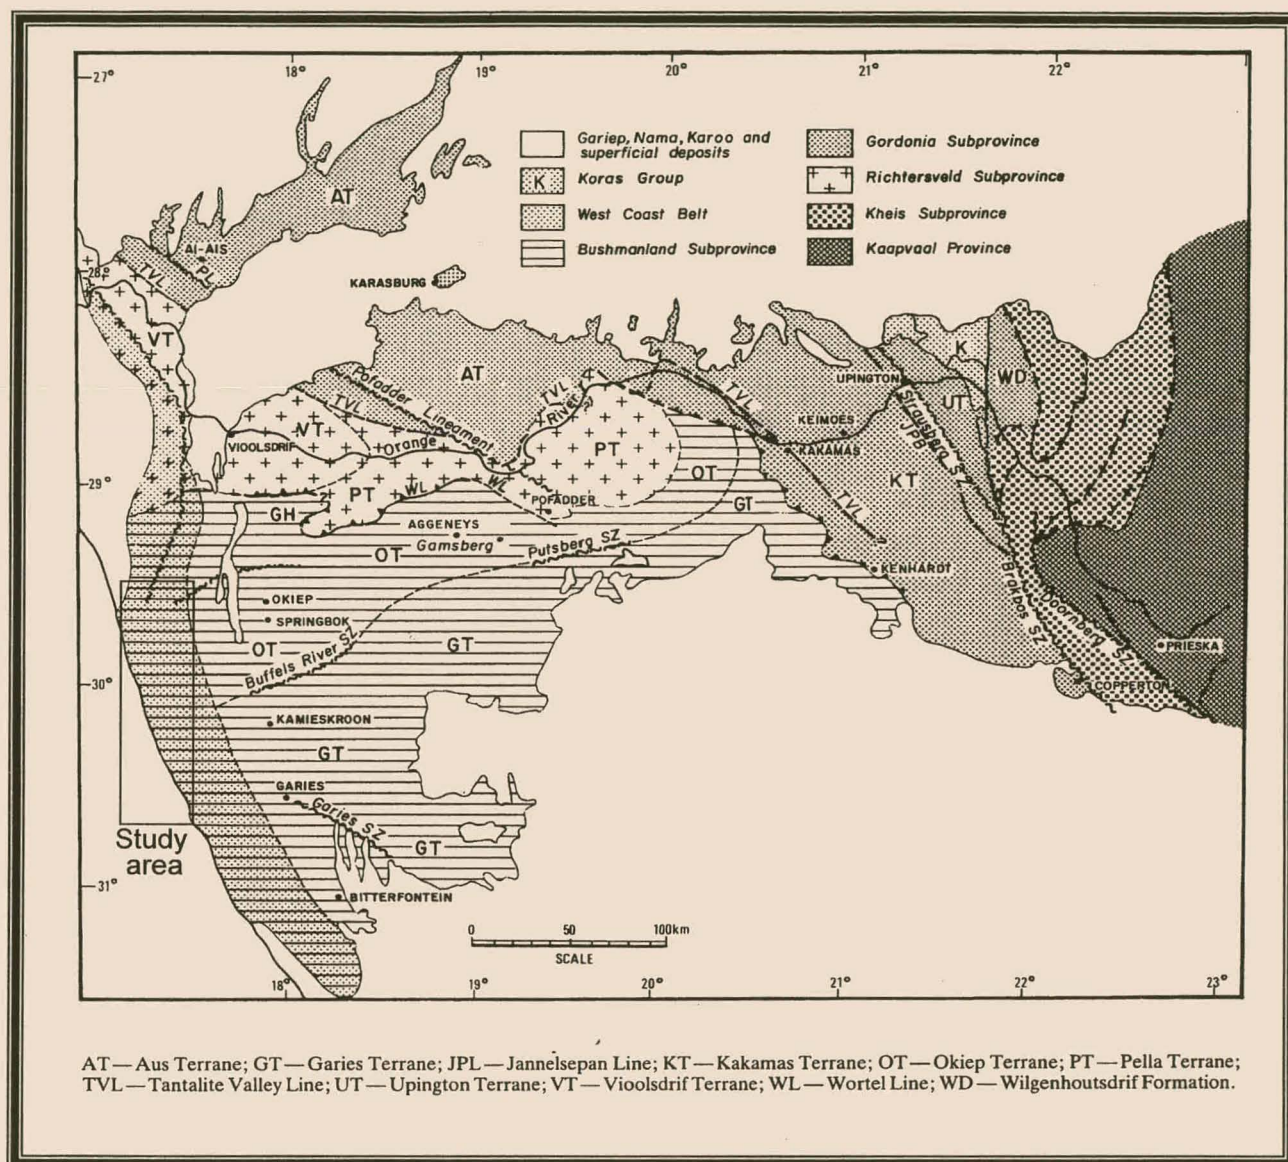 18°
19°
20°
21°
22°
27°
28°
29°
30°
31°
Gariep, Nama, Karoo and
superficial deposits
K
Koras Group
West Coast Belt
Bushmanland Subprovince
Gordonia Subprovince
Richtersveld Subprovince
Kheis Subprovince
Kaapvaal Province
AT
AI-AIS
TVL
PL
KARASBURG
VT
AT
Pofadder Lineament
TVL
VT
VIOOLSDRIF
Orange
River
TVL
PT
PT
WL
WL
POFADDER
GH
AGGENEYS
Gamsberg
OT
OT
GT
Putsberg SZ
TVL
UPINGTON
KEIMOES
KAKAMAS
K
WD
UT
Straussberg SZ
JPL
KT
TVL
KENHARDT
Brakbos SZ
Doornberg SZ
PRIESKA
COPPERTON
OKIEP
SPRINGBOK
OT
Buffels River SZ
GT
KAMIESKROON
GT
GARIES
Garies SZ
GT
BITTERFONTEIN
Study
area
0 50 100km
SCALE
18°
19°
20°
21°
22°
23°
AT—Aus Terrane; GT—Garies Terrane; JPL—Jannelsepan Line; KT—Kakamas Terrane; OT—Okiep Terrane; PT—Pella Terrane;
TVL—Tantalite Valley Line; UT—Upington Terrane; VT—Vioolsdrif Terrane; WL—Wortel Line; WD—Wilgenhoutsdrif Formation.